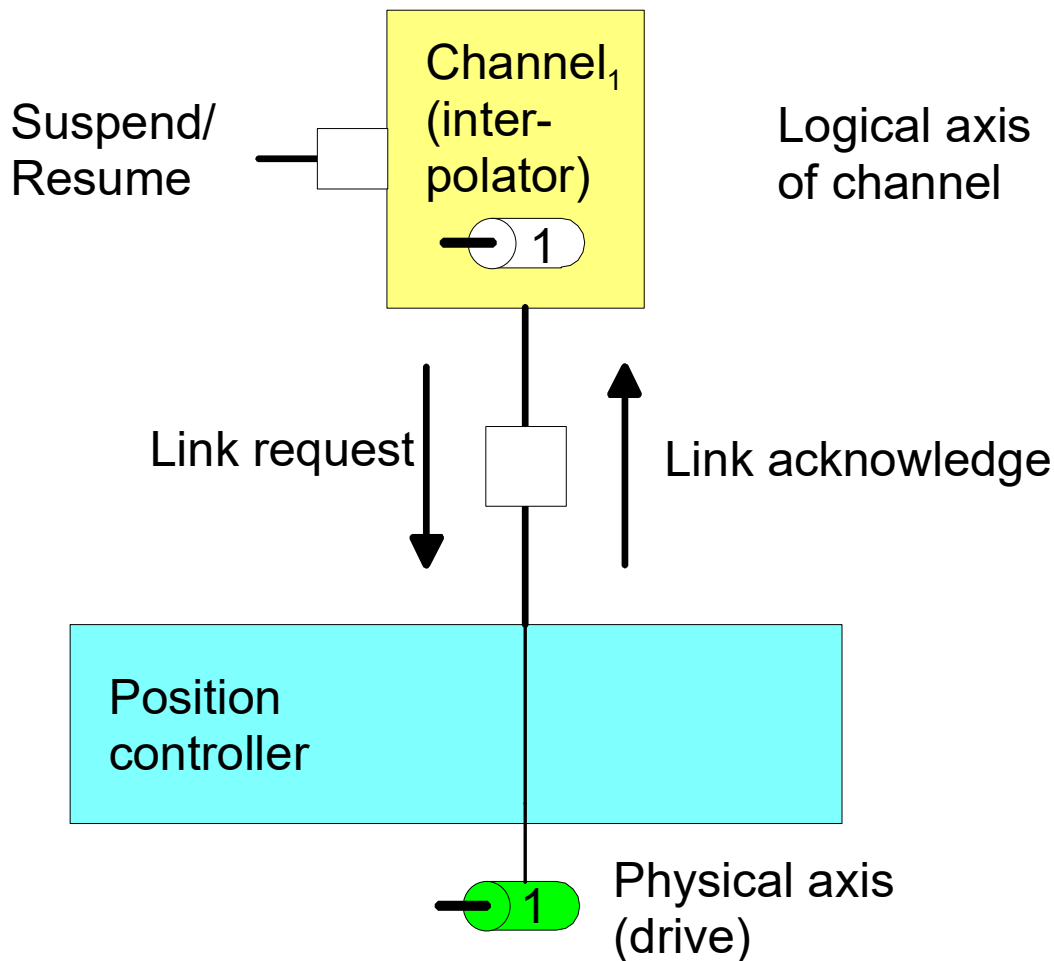 Suspend/
Resume
Channel₁
(inter-
polator)
1
Logical axis
of channel
Link request
Link acknowledge
Position
controller
1
Physical axis
(drive)